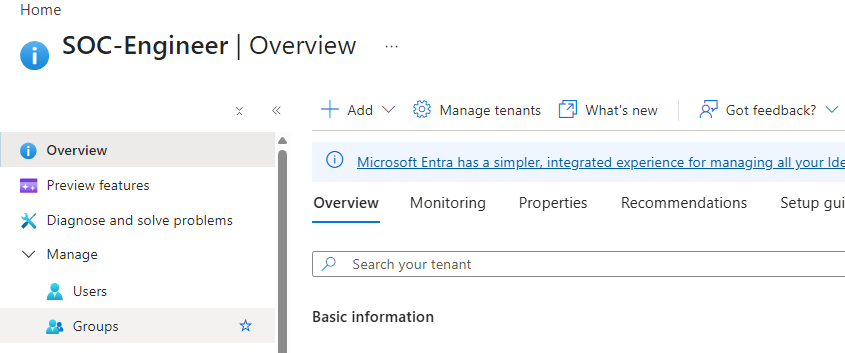 Home
SOC-Engineer | Overview
Add
Manage tenants
What's new
Got feedback?
Overview
Preview features
Diagnose and solve problems
Manage
Users
Groups
Microsoft Entra has a simpler, integrated experience for managing all your Ide
Overview
Monitoring
Properties
Recommendations
Setup gui
Search your tenant
Basic information